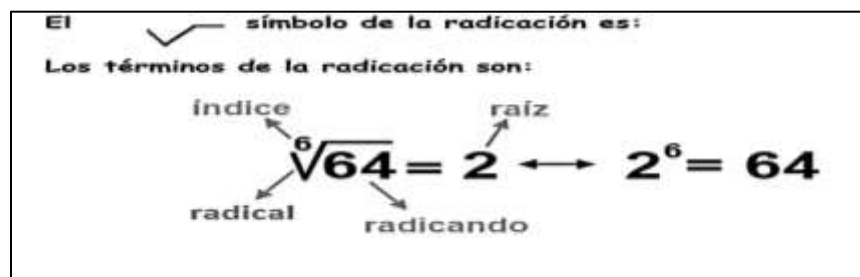 El √ símbolo de la radicación es:
Los términos de la radicación son:
índice raíz
⁶√64 = 2 ↔ 2⁶ = 64
radical
radicando